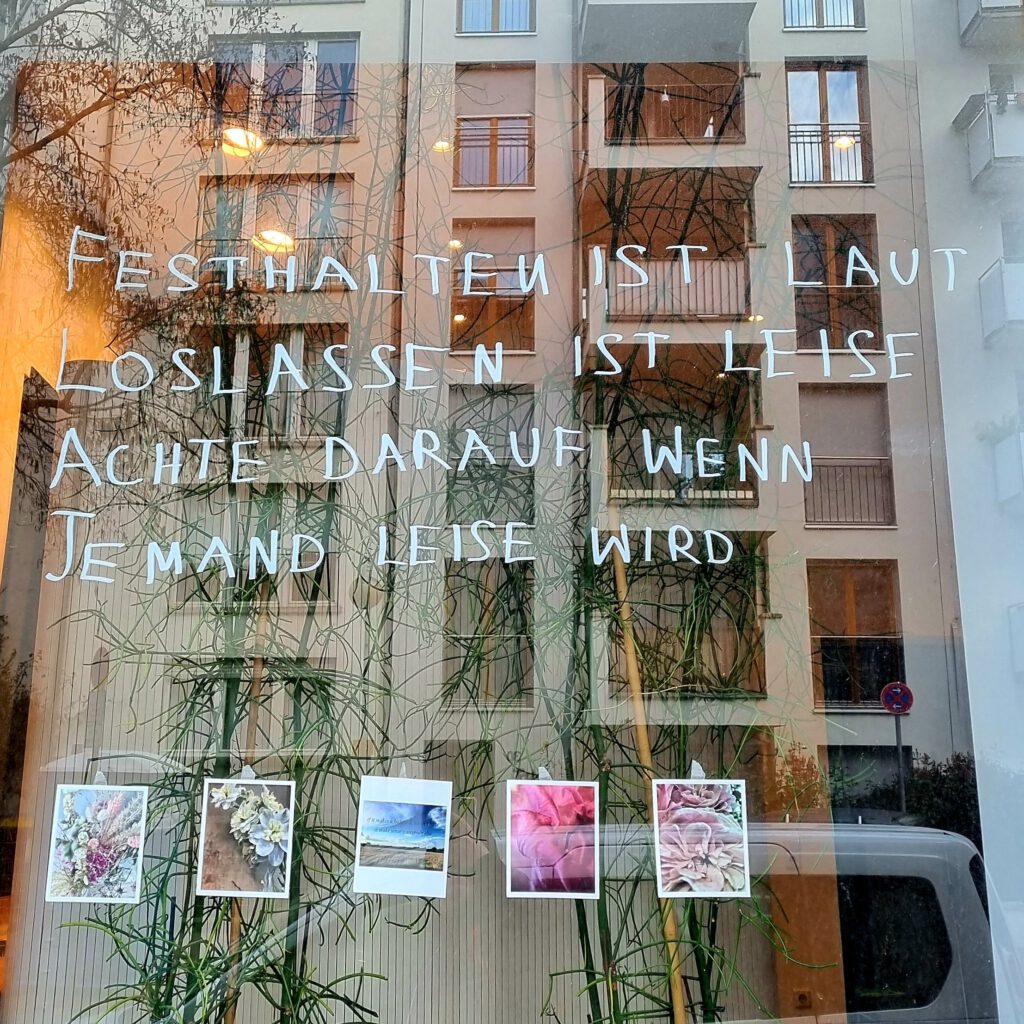 FESTHALTEN IST LAUT
LOSLASSEN IST LEISE
ACHTE DARAUF WENN
JEMAND LEISE WIRD